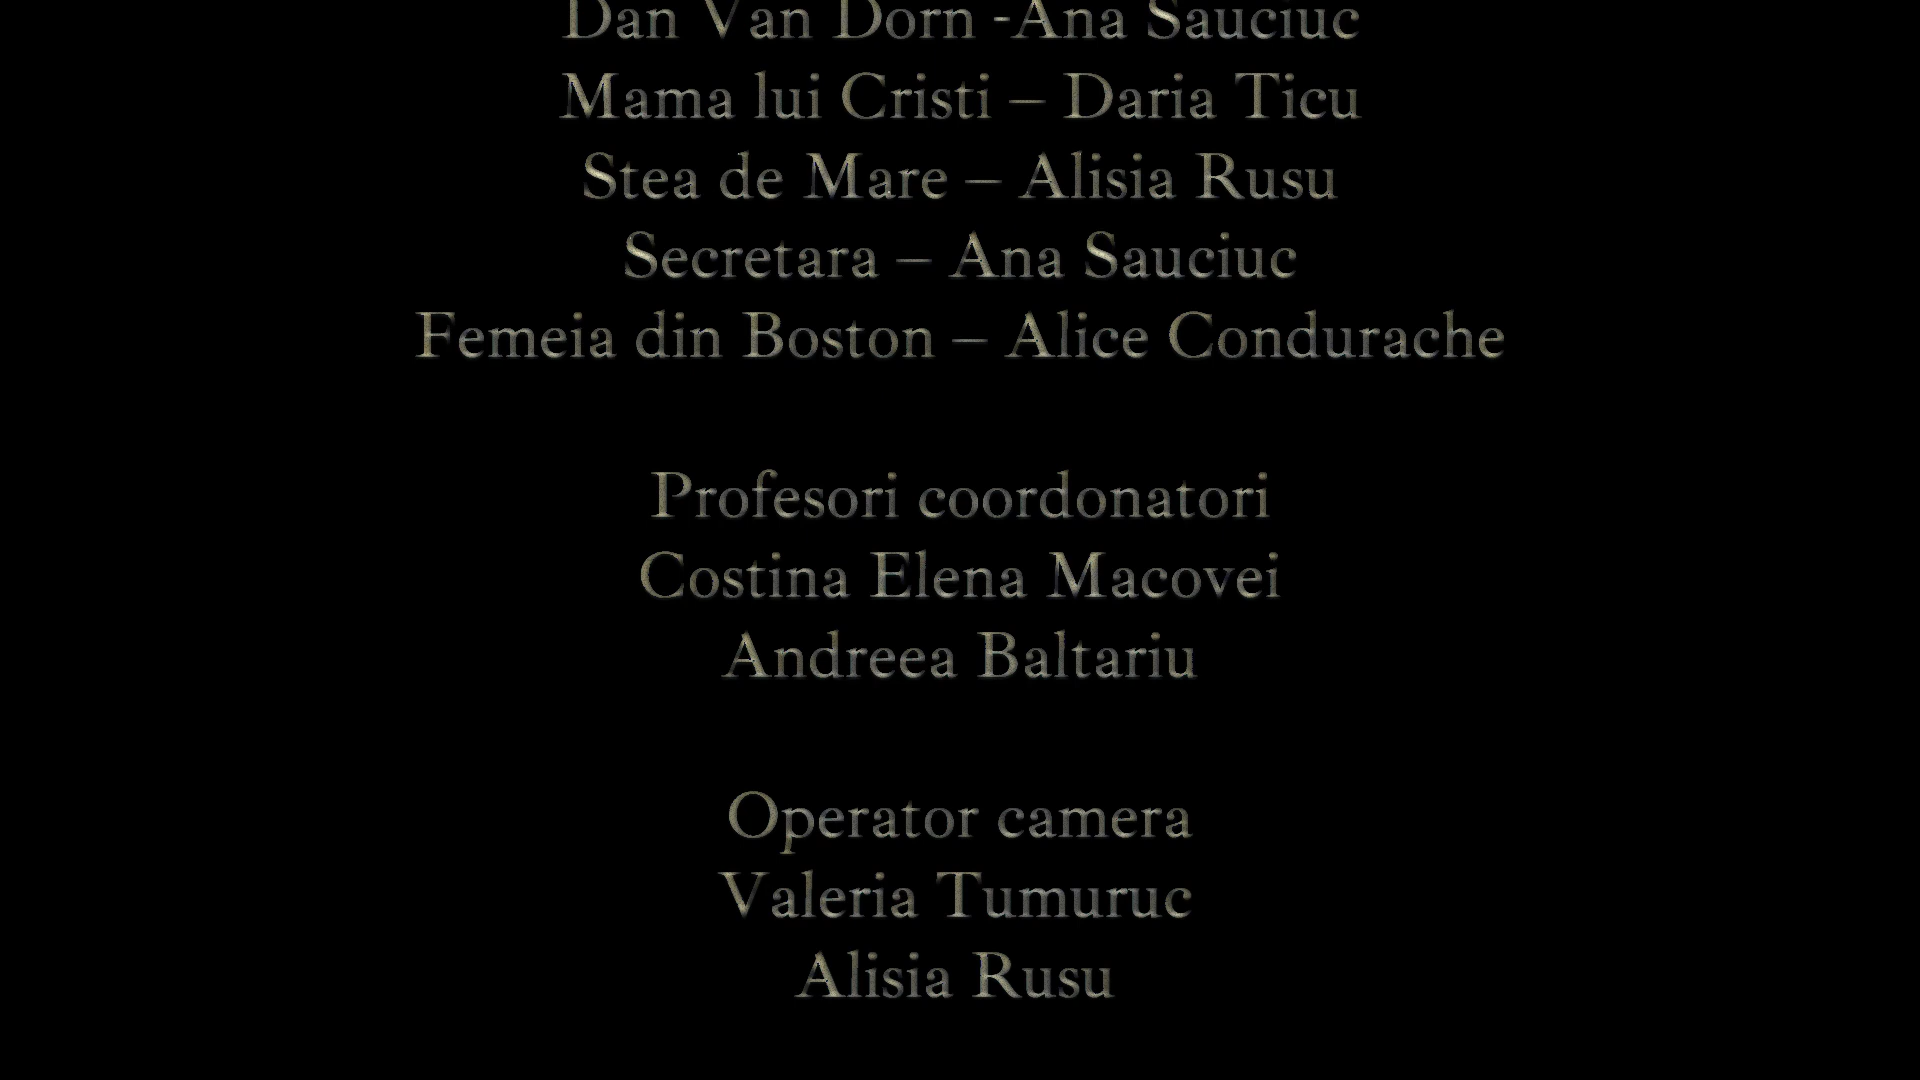 Dan Van Dorn -Ana Sauciuc
Mama lui Cristi – Daria Ticu
Stea de Mare – Alisia Rusu
Secretara – Ana Sauciuc
Femeia din Boston – Alice Condurache
Profesori coordonatori
Costina Elena Macovei
Andreea Baltariu
Operator camera
Valeria Tumuruc
Alisia Rusu